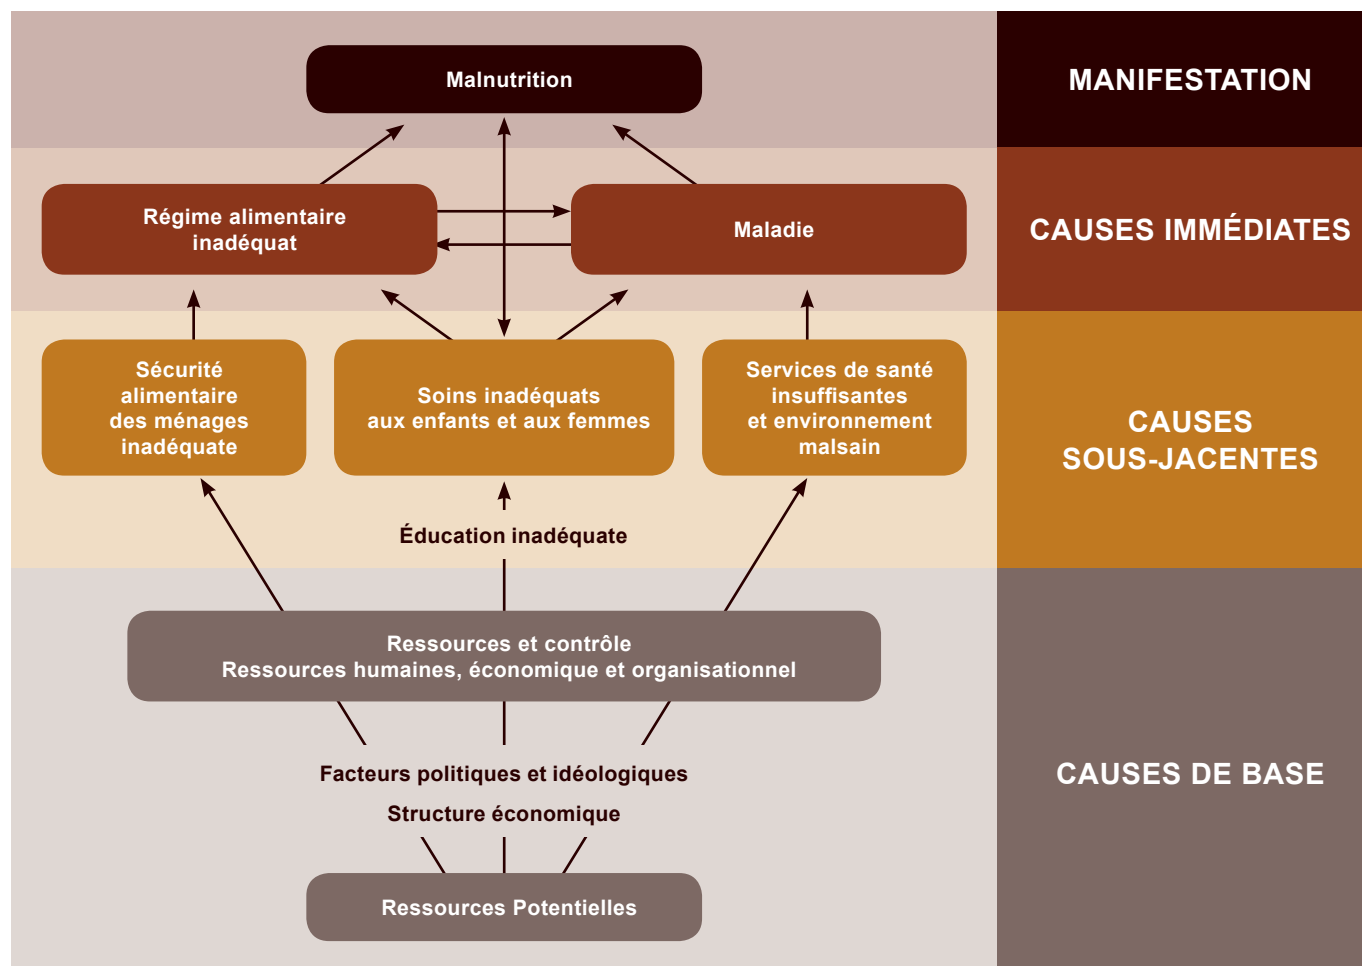 Malnutrition
MANIFESTATION
Régime alimentaire
inadéquat
Maladie
CAUSES IMMÉDIATES
Sécurité
alimentaire
des ménages
inadéquate
Soins inadéquats
aux enfants et aux femmes
Services de santé
insuffisantes
et environnement
malsain
CAUSES
SOUS-JACENTES
Éducation inadéquate
Ressources et contrôle
Ressources humaines, économique et organisationnel
Facteurs politiques et idéologiques
Structure économique
CAUSES DE BASE
Ressources Potentielles